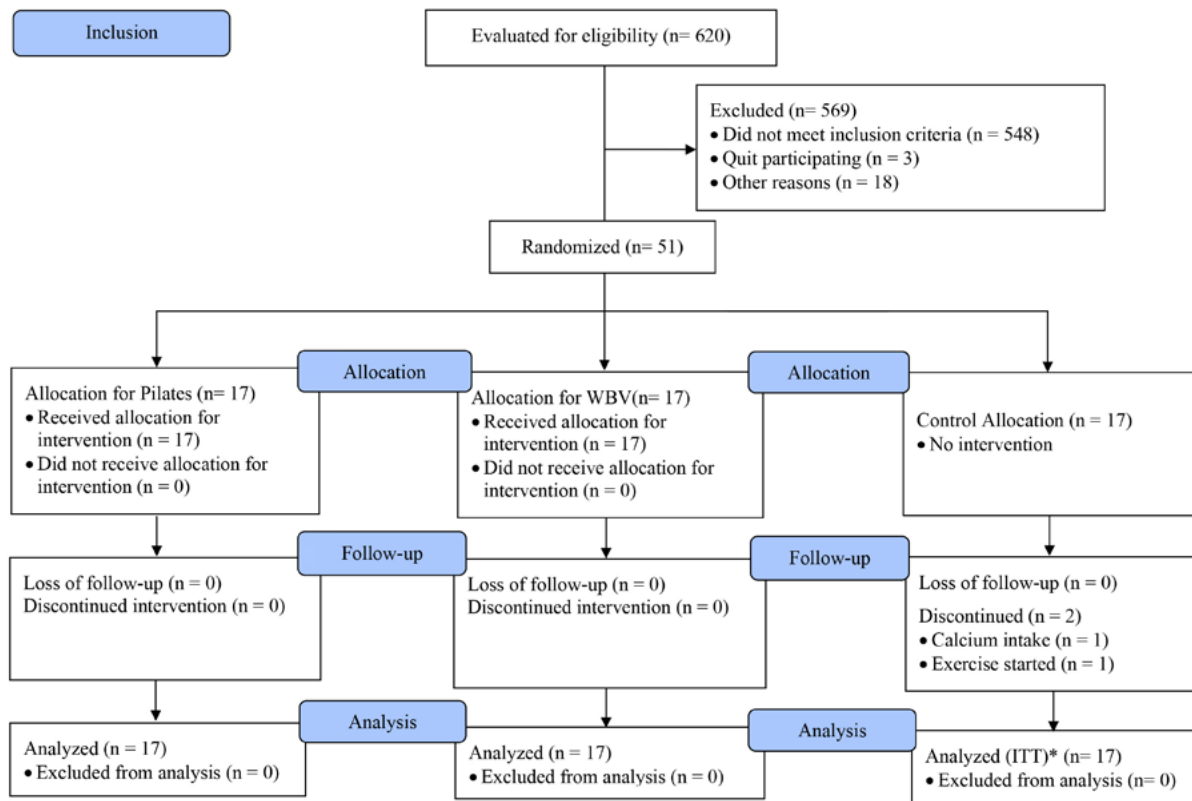 Inclusion
Evaluated for eligibility (n= 620)
Excluded (n= 569)
• Did not meet inclusion criteria (n = 548)
• Quit participating (n = 3)
• Other reasons (n = 18)
Randomized (n= 51)
Allocation
Allocation
Allocation for Pilates (n= 17)
• Received allocation for
intervention (n = 17)
• Did not receive allocation for
intervention (n = 0)
Allocation for WBV(n= 17)
• Received allocation for
intervention (n = 17)
• Did not receive allocation for
intervention (n = 0)
Control Allocation (n = 17)
• No intervention
Follow-up
Follow-up
Loss of follow-up (n = 0)
Discontinued intervention (n = 0)
Loss of follow-up (n = 0)
Discontinued intervention (n = 0)
Loss of follow-up (n = 0)
Discontinued (n = 2)
• Calcium intake (n = 1)
• Exercise started (n = 1)
Analysis
Analysis
Analyzed (n = 17)
• Excluded from analysis (n = 0)
Analyzed (n = 17)
• Excluded from analysis (n = 0)
Analyzed (ITT)* (n= 17)
• Excluded from analysis (n= 0)